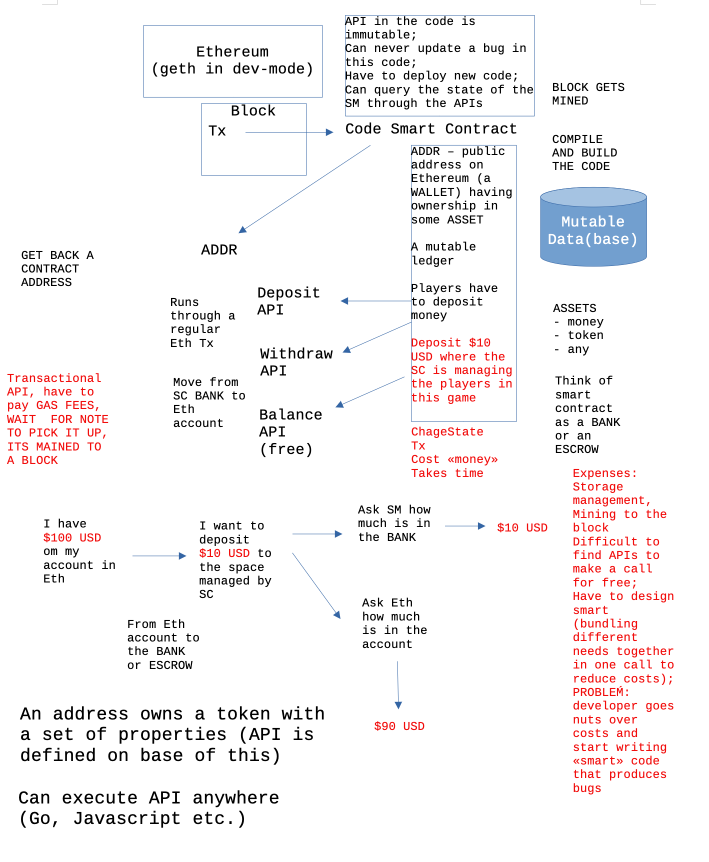 Ethereum
(geth in dev-mode)
API in the code is
immutable;
Can never update a bug in
this code;
Have to deploy new code;
Can query the state of the
SM through the APIs
BLOCK GETS
MINED
Block
Tx
Code Smart Contract
COMPILE
AND BUILD
THE CODE
ADDR – public
address on
Ethereum (a
WALLET) having
ownership in
some ASSET
A mutable
ledger
Players have
to deposit
money
Deposit $10
USD where the
SC is managing
the players in
this game
Mutable
Data(base)
ADDR
GET BACK A
CONTRACT
ADDRESS
Deposit
API
Runs
through a
regular
Eth Tx
ASSETS
- money
- token
- any
Withdraw
API
Transactional
API, have to
pay GAS FEES,
WAIT  FOR NOTE
TO PICK IT UP,
ITS MAINED TO
A BLOCK
Move from
SC BANK to
Eth
account
Think of
smart
contract
as a BANK
or an
ESCROW
Balance
API
(free)
ChageState
Tx
Cost «money»
Takes time
Expenses:
Storage
management,
Mining to the
block
Difficult to
find APIs to
make a call
for free;
Have to design
smart
(bundling
different
needs together
in one call to
reduce costs);
PROBLEḾ:
developer goes
nuts over
costs and
start writing
«smart» code
that produces
bugs
I have
$100 USD
om my
account in
Eth
I want to
deposit
$10 USD to
the space
managed by
SC
Ask SM how
much is in
the BANK
$10 USD
Ask Eth
how much
is in the
account
From Eth
account to
the BANK
or ESCROW
$90 USD
An address owns a token with
a set of properties (API is
defined on base of this)
Can execute API anywhere
(Go, Javascript etc.)